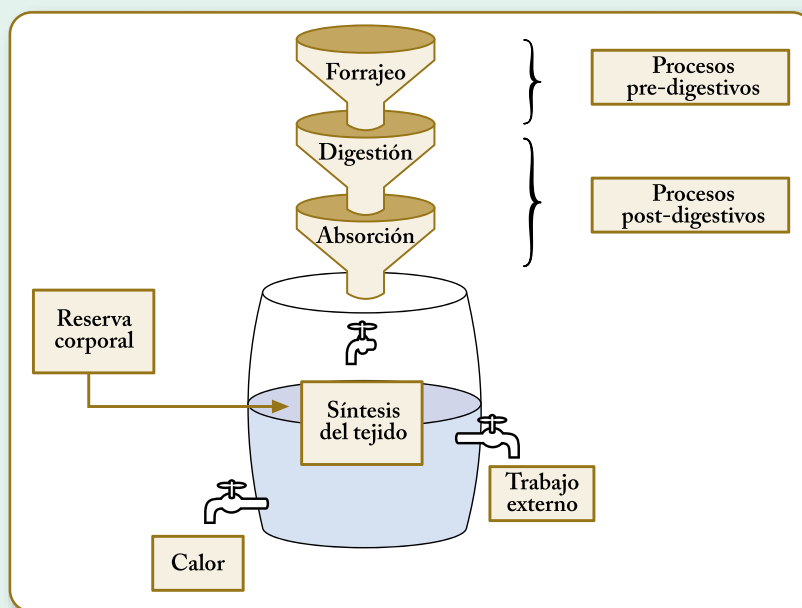 Forrajeo
Procesos
pre-digestivos
Digestión
Procesos
post-digestivos
Absorción
Reserva
corporal
Síntesis
del tejido
Trabajo
externo
Calor